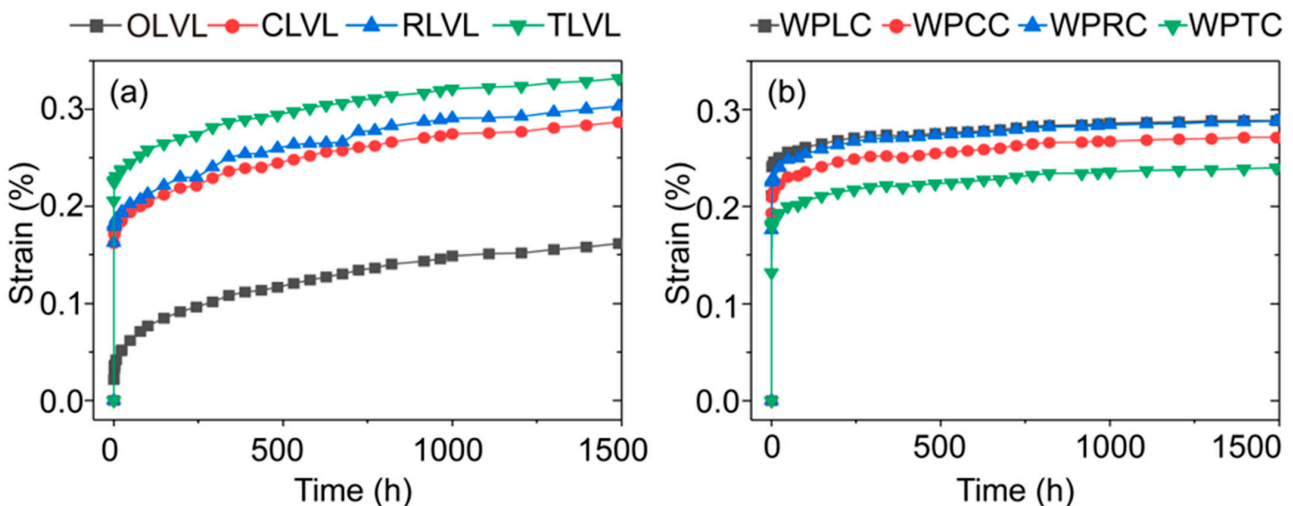 OLVL CLVL RLVL TLVL
WPLC WPCC WPRC WPTC
(a)
Strain (%)
0.3
0.2
0.1
0.0
0 500 1000 1500
Time (h)
(b)
Strain (%)
0.3
0.2
0.1
0.0
0 500 1000 1500
Time (h)